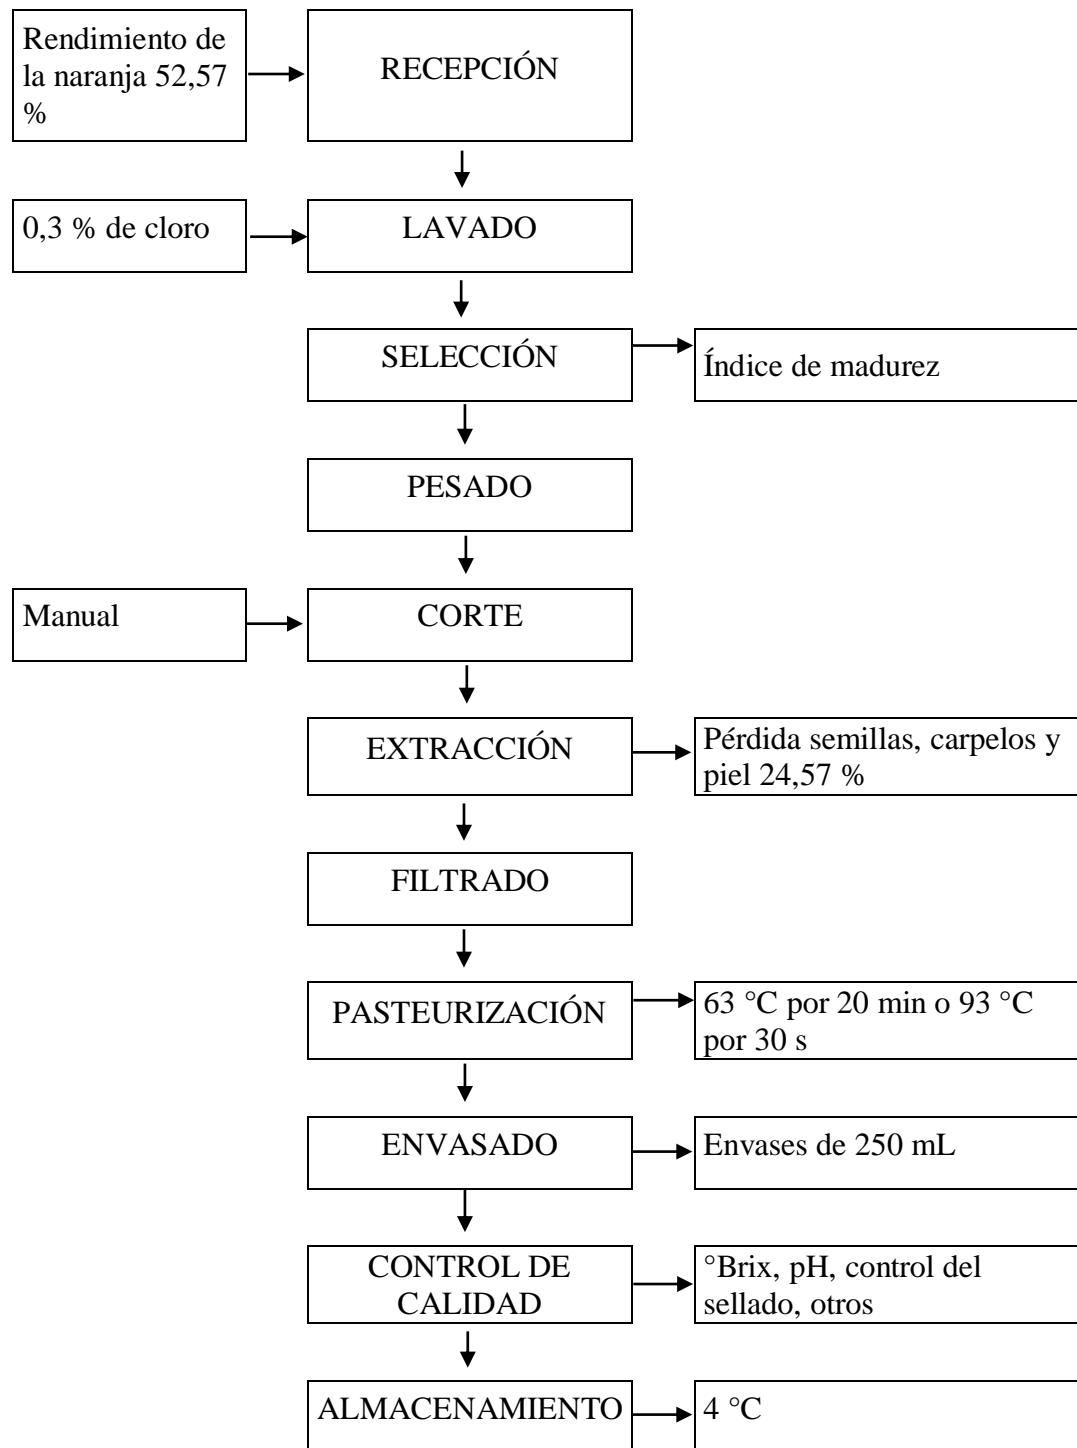 Rendimiento de
la naranja 52,57
%
RECEPCIÓN
0,3 % de cloro
LAVADO
SELECCIÓN
Índice de madurez
PESADO
Manual
CORTE
EXTRACCIÓN
Pérdida semillas, carpelos y
piel 24,57 %
FILTRADO
PASTEURIZACIÓN
63 °C por 20 min o 93 °C
por 30 s
ENVASADO
Envases de 250 mL
CONTROL DE
CALIDAD
°Brix, pH, control del
sellado, otros
ALMACENAMIENTO
4 °C